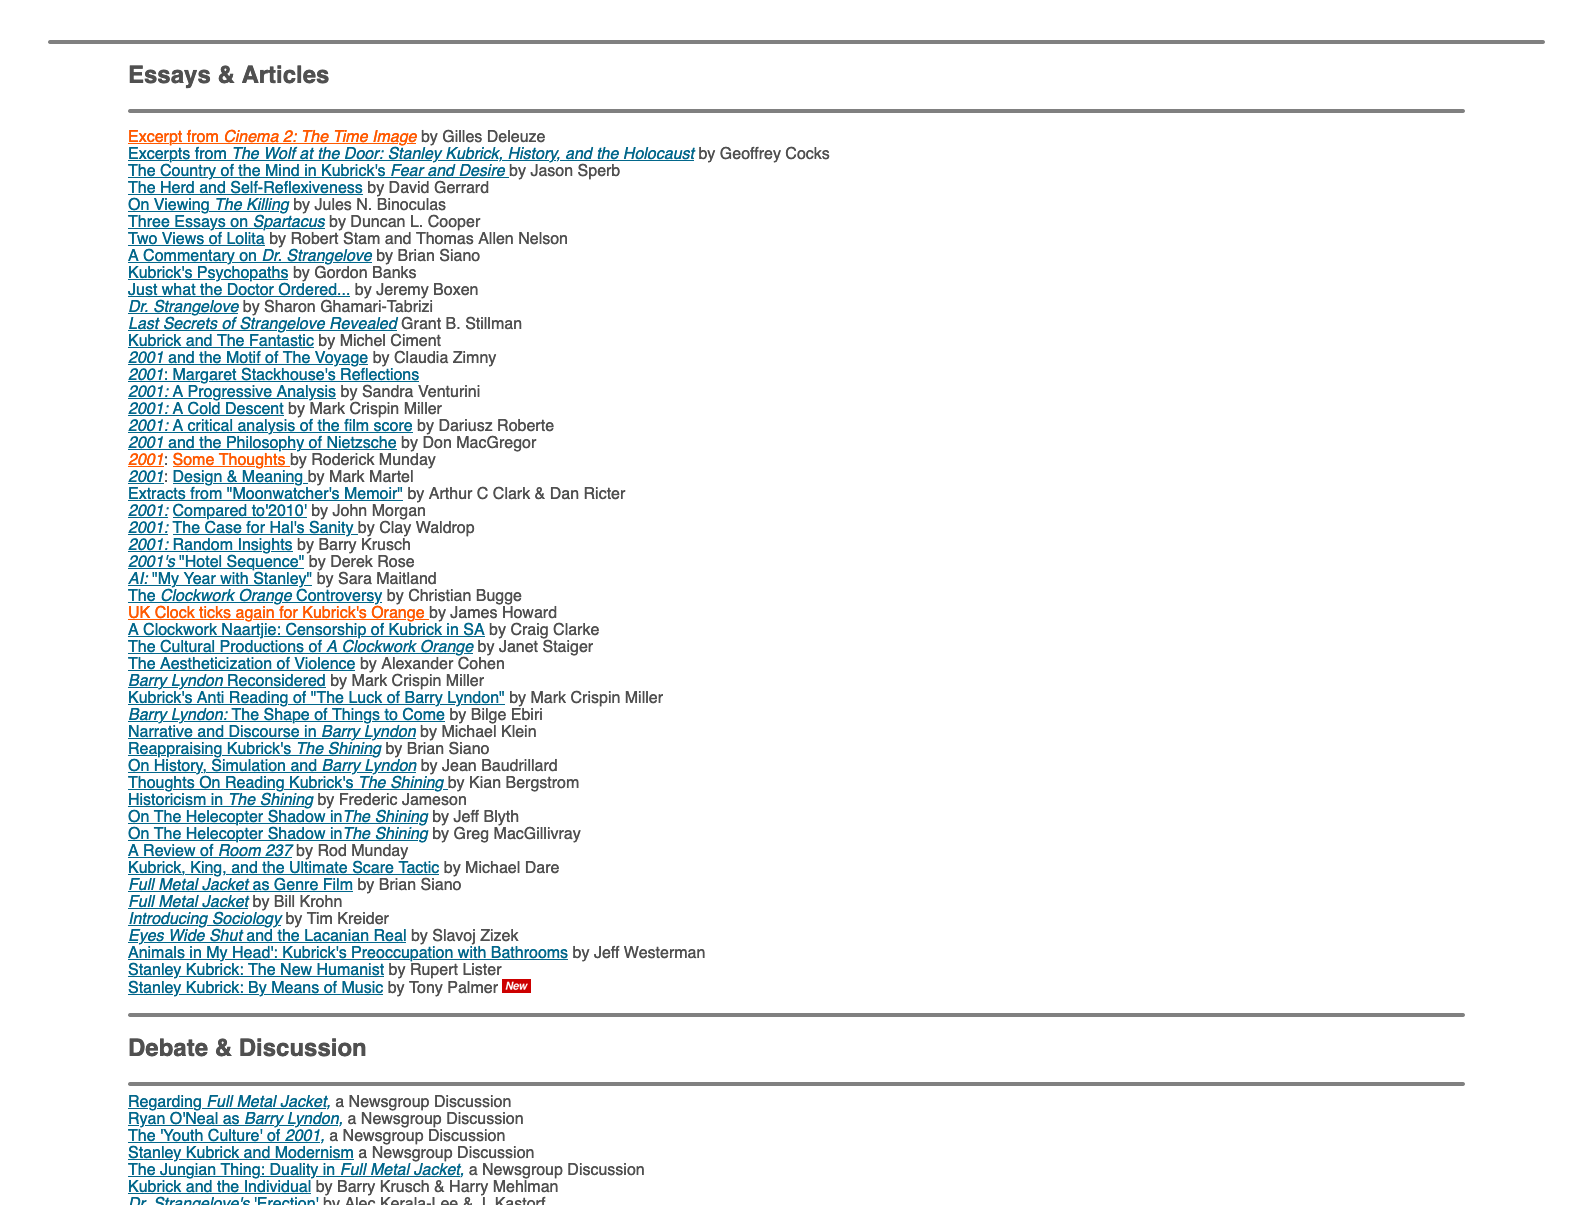 Essays & Articles
Excerpt from Cinema 2: The Time Image by Gilles Deleuze
Excerpts from The Wolf at the Door: Stanley Kubrick, History, and the Holocaust by Geoffrey Cocks
The Country of the Mind in Kubrick's Fear and Desire by Jason Sperb
The Herd and Self-Reflexiveness by David Gerrard
On Viewing The Killing by Jules N. Binoculas
Three Essays on Spartacus by Duncan L. Cooper
Two Views of Lolita by Robert Stam and Thomas Allen Nelson
A Commentary on Dr. Strangelove by Brian Siano
Kubrick's Psychopaths by Gordon Banks
Just what the Doctor Ordered... by Jeremy Boxen
Dr. Strangelove by Sharon Ghamari-Tabrizi
Last Secrets of Strangelove Revealed Grant B. Stillman
Kubrick and The Fantastic by Michel Ciment
2001 and the Motif of The Voyage by Claudia Zimny
2001: Margaret Stackhouse's Reflections
2001: A Progressive Analysis by Sandra Venturini
2001: A Cold Descent by Mark Crispin Miller
2001: A critical analysis of the film score by Dariusz Roberte
2001 and the Philosophy of Nietzsche by Don MacGregor
2001: Some Thoughts by Roderick Munday
2001: Design & Meaning by Mark Martel
Extracts from "Moonwatcher's Memoir" by Arthur C Clark & Dan Ricter
2001: Compared to'2010' by John Morgan
2001: The Case for Hal's Sanity by Clay Waldrop
2001: Random Insights by Barry Krusch
2001's "Hotel Sequence" by Derek Rose
AI: "My Year with Stanley" by Sara Maitland
The Clockwork Orange Controversy by Christian Bugge
UK Clock ticks again for Kubrick's Orange by James Howard
A Clockwork Naartjie: Censorship of Kubrick in SA by Craig Clarke
The Cultural Productions of A Clockwork Orange by Janet Staiger
The Aestheticization of Violence by Alexander Cohen
Barry Lyndon Reconsidered by Mark Crispin Miller
Kubrick's Anti Reading of "The Luck of Barry Lyndon" by Mark Crispin Miller
Barry Lyndon: The Shape of Things to Come by Bilge Ebiri
Narrative and Discourse in Barry Lyndon by Michael Klein
Reappraising Kubrick's The Shining by Brian Siano
On History, Simulation and Barry Lyndon by Jean Baudrillard
Thoughts On Reading Kubrick's The Shining by Kian Bergstrom
Historicism in The Shining by Frederic Jameson
On The Helecopter Shadow inThe Shining by Jeff Blyth
On The Helecopter Shadow inThe Shining by Greg MacGillivray
A Review of Room 237 by Rod Munday
Kubrick, King, and the Ultimate Scare Tactic by Michael Dare
Full Metal Jacket as Genre Film by Brian Siano
Full Metal Jacket by Bill Krohn
Introducing Sociology by Tim Kreider
Eyes Wide Shut and the Lacanian Real by Slavoj Zizek
Animals in My Head': Kubrick's Preoccupation with Bathrooms by Jeff Westerman
Stanley Kubrick: The New Humanist by Rupert Lister
Stanley Kubrick: By Means of Music by Tony Palmer New
Debate & Discussion
Regarding Full Metal Jacket, a Newsgroup Discussion
Ryan O'Neal as Barry Lyndon, a Newsgroup Discussion
The 'Youth Culture' of 2001, a Newsgroup Discussion
Stanley Kubrick and Modernism a Newsgroup Discussion
The Jungian Thing: Duality in Full Metal Jacket, a Newsgroup Discussion
Kubrick and the Individual by Barry Krusch & Harry Mehlman
Dr. Strangelove's 'Erection' by Alec Kerala-Lee & J. Kastorf